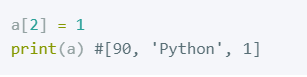 a[2] = 1
print(a) #[90, 'Python', 1]